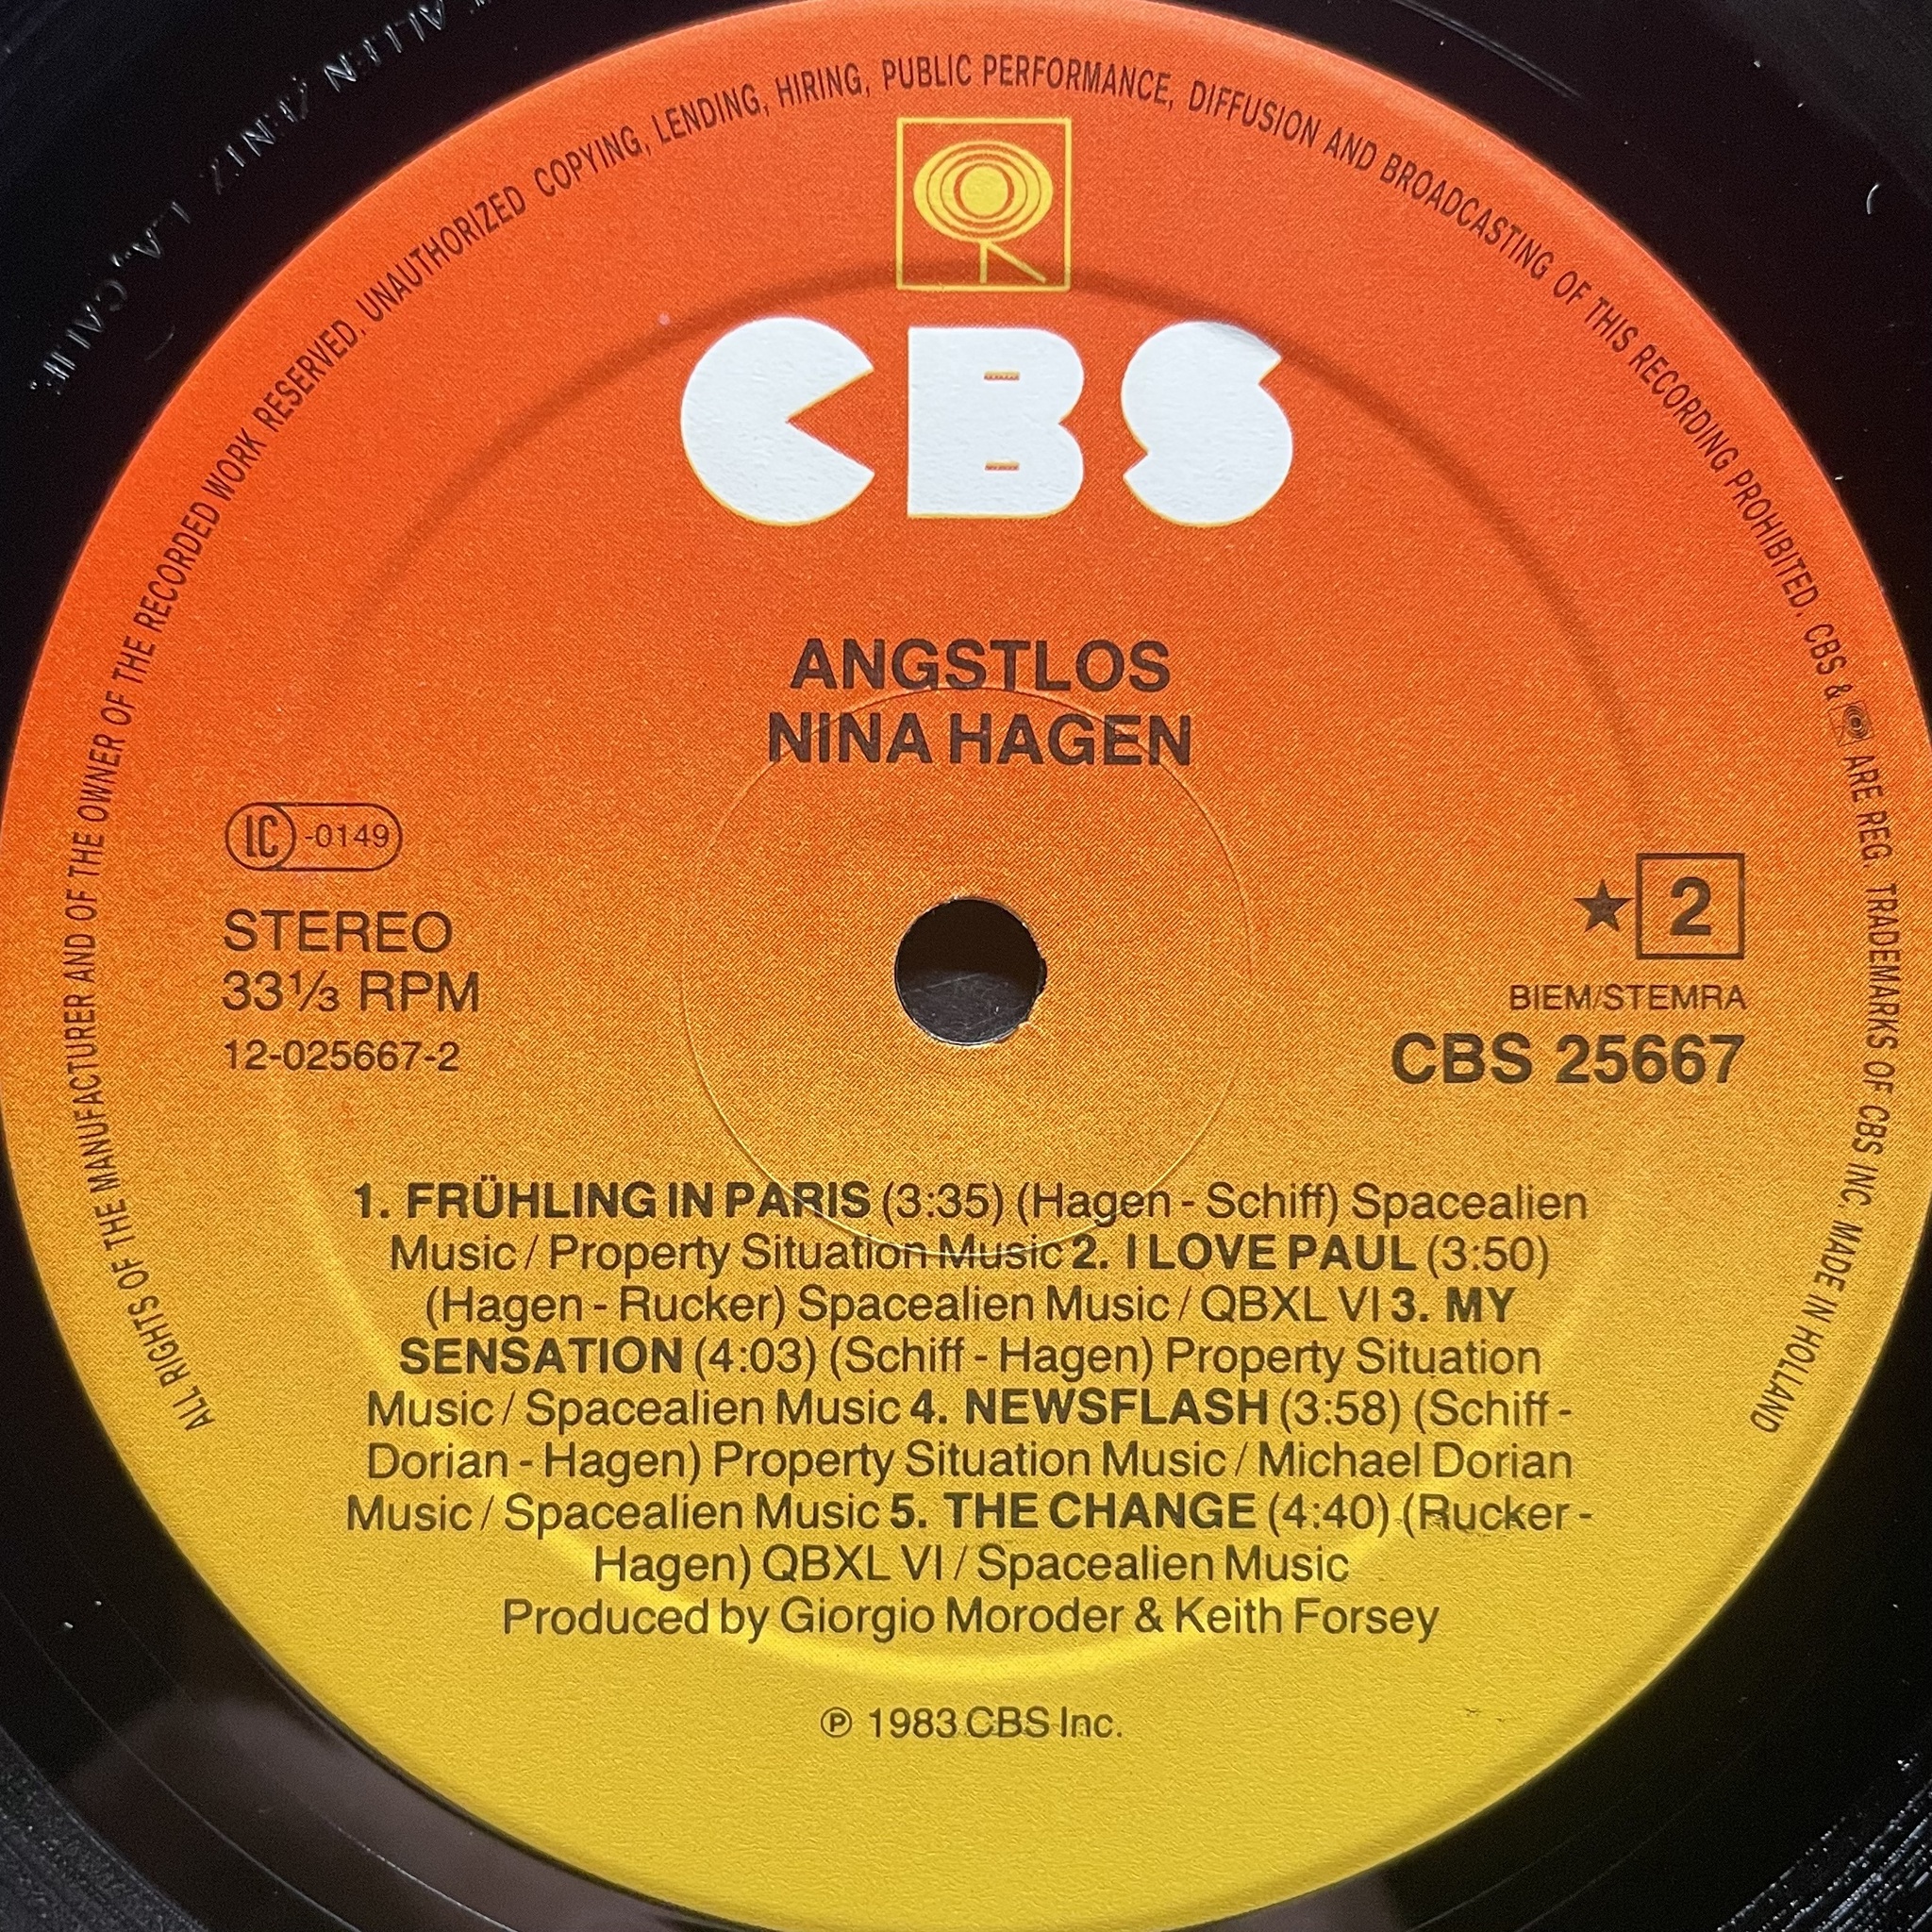 ALL RIGHTS OF THE MANUFACTURER AND OF THE OWNER OF THE RECORDED WORK RESERVED. UNAUTHORIZED COPYING, LENDING, HIRING, PUBLIC PERFORMANCE, DIFFUSION AND BROADCASTING OF THIS RECORDING PROHIBITED. CBS & ARE REG. TRADEMARKS OF CBS INC. MADE IN HOLLAND
CBS
ANGSTLOS
NINA HAGEN
LC -0149
STEREO
33⅓ RPM
12-025667-2
★ 2
BIEM/STEMRA
CBS 25667
1. FRÜHLING IN PARIS (3:35) (Hagen - Schiff) Spacealien
Music / Property Situation Music 2. I LOVE PAUL (3:50)
(Hagen - Rucker) Spacealien Music / QBXL VI 3. MY
SENSATION (4:03) (Schiff - Hagen) Property Situation
Music / Spacealien Music 4. NEWSFLASH (3:58) (Schiff -
Dorian - Hagen) Property Situation Music / Michael Dorian
Music / Spacealien Music 5. THE CHANGE (4:40) (Rucker -
Hagen) QBXL VI / Spacealien Music
Produced by Giorgio Moroder & Keith Forsey
℗ 1983 CBS Inc.